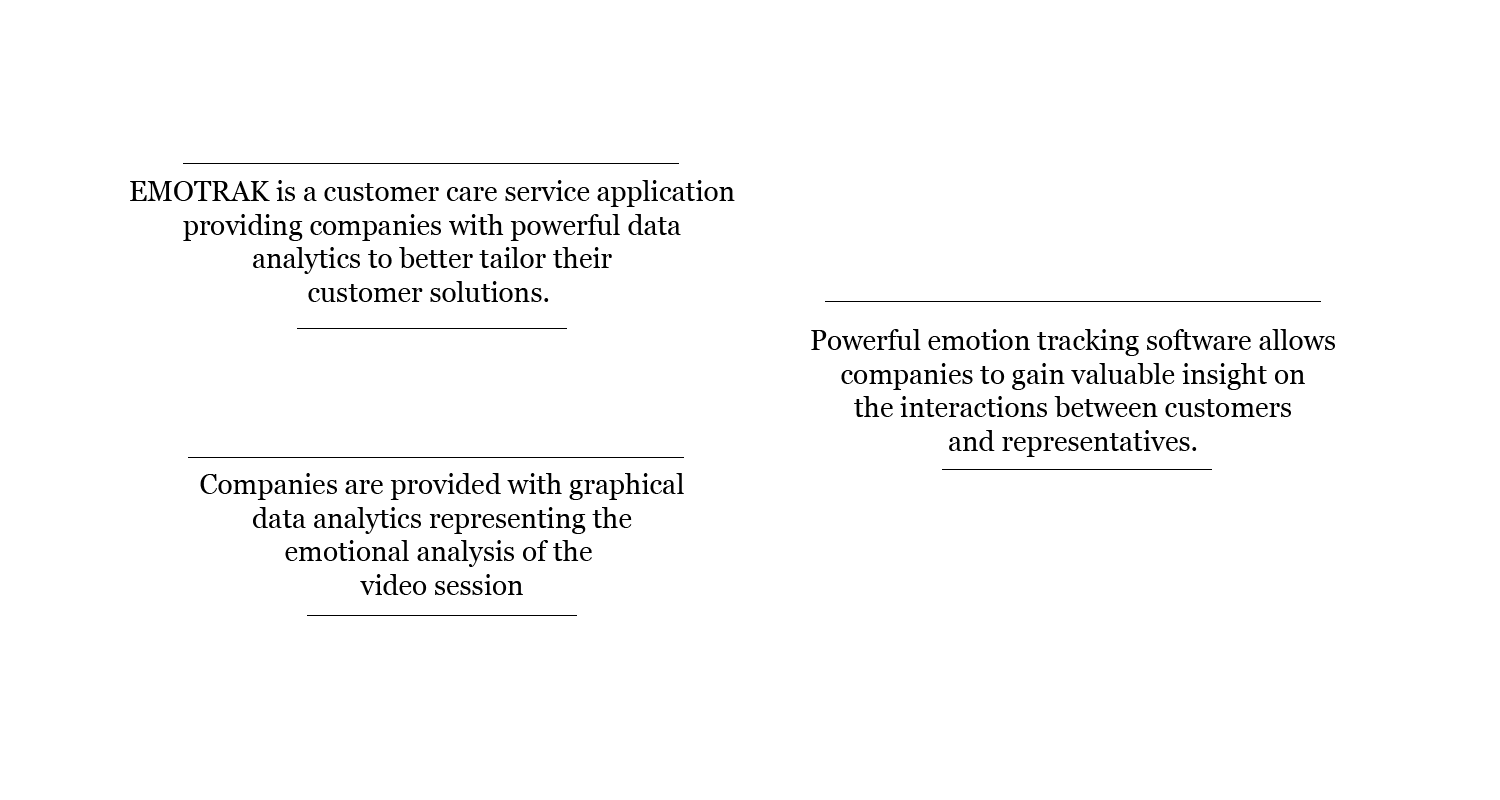 EMOTRAK is a customer care service application
providing companies with powerful data
analytics to better tailor their
customer solutions.
Powerful emotion tracking software allows
companies to gain valuable insight on
the interactions between customers
and representatives.
Companies are provided with graphical
data analytics representing the
emotional analysis of the
video session